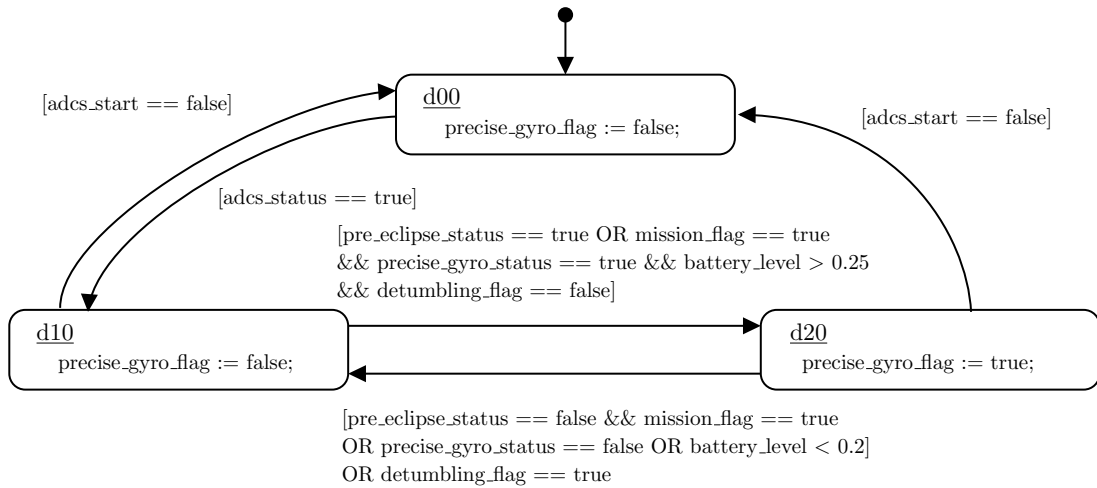 d00
precise_gyro_flag := false;
[adcs_start == false]
[adcs_start == false]
[adcs_status == true]
[pre_eclipse_status == true OR mission_flag == true
&& precise_gyro_status == true && battery_level > 0.25
&& detumbling_flag == false]
d10
precise_gyro_flag := false;
d20
precise_gyro_flag := true;
[pre_eclipse_status == false && mission_flag == true
OR precise_gyro_status == false OR battery_level < 0.2]
OR detumbling_flag == true